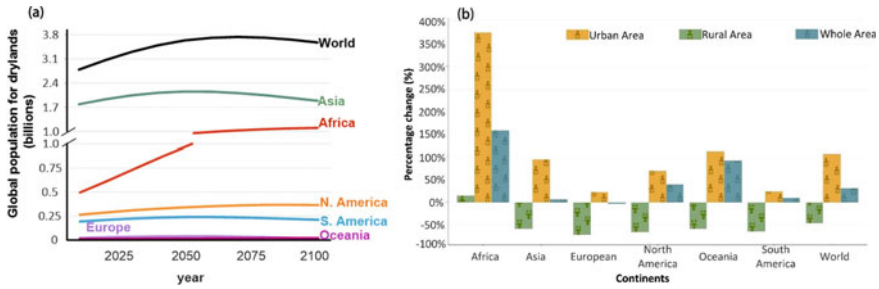 (a)
Global population for drylands
(billions)
3.8
3.1
2.4
1.7
1.0
1.0
0.75
0.5
0.25
0
World
Asia
Africa
N. America
S. America
Europe
Oceania
2025
2050
2075
2100
year
(b)
Percentage change (%)
400%
350%
300%
250%
200%
150%
100%
50%
0%
-50%
-100%
Urban Area
Rural Area
Whole Area
Africa
Asia
European
North
America
Oceania
South
America
World
Continents